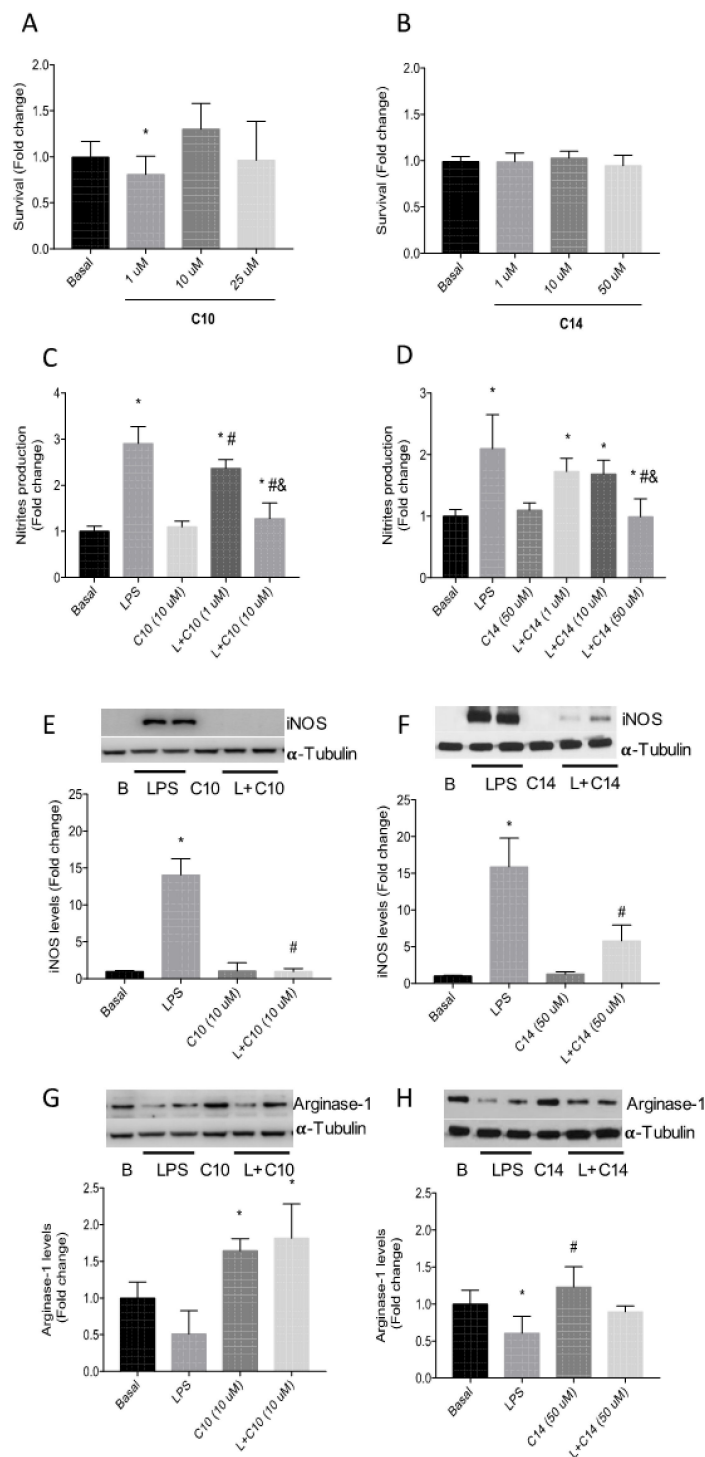 A
Survival (Fold change)
2.0
1.5
1.0
0.5
0.0
*
Basal
1 uM
10 uM
25 uM
C10
B
Survival (Fold change)
2.0
1.5
1.0
0.5
0.0
Basal
1 uM
10 uM
50 uM
C14
C
Nitrites production
(Fold change)
4
3
2
1
0
*
* #
* #&
Basal
LPS
C10 (10 uM)
L+C10 (1 uM)
L+C10 (10 uM)
D
Nitrites production
(Fold change)
3
2
1
0
*
*
*
* #&
Basal
LPS
C14 (50 uM)
L+C14 (1 uM)
L+C14 (10 uM)
L+C14 (50 uM)
E
iNOS
α-Tubulin
B LPS C10 L+C10
iNOS levels (Fold change)
25
20
15
10
5
0
*
#
Basal
LPS
C10 (10 uM)
L+C10 (10 uM)
F
iNOS
α-Tubulin
B LPS C14 L+C14
iNOS levels (Fold change)
25
20
15
10
5
0
*
#
Basal
LPS
C14 (50 uM)
L+C14 (50 uM)
G
Arginase-1
α-Tubulin
B LPS C10 L+C10
Arginase-1 levels
(Fold change)
2.5
2.0
1.5
1.0
0.5
0.0
*
*
Basal
LPS
C10 (10 uM)
L+C10 (10 uM)
H
Arginase-1
α-Tubulin
B LPS C14 L+C14
Arginase-1 levels
(Fold change)
2.5
2.0
1.5
1.0
0.5
0.0
*
#
Basal
LPS
C14 (50 uM)
L+C14 (50 uM)